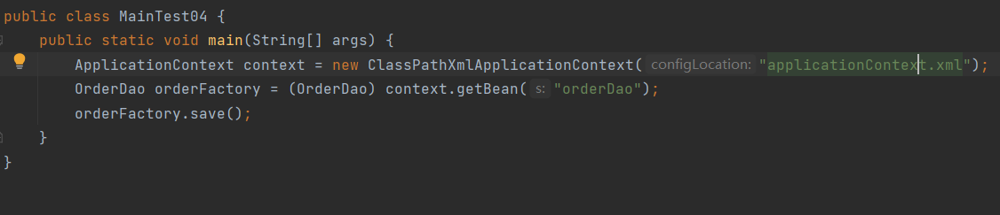 public class MainTest04 {
    public static void main(String[] args) {
        ApplicationContext context = new ClassPathXmlApplicationContext( configLocation: "applicationContext.xml");
        OrderDao orderFactory = (OrderDao) context.getBean( s: "orderDao");
        orderFactory.save();
    }
}